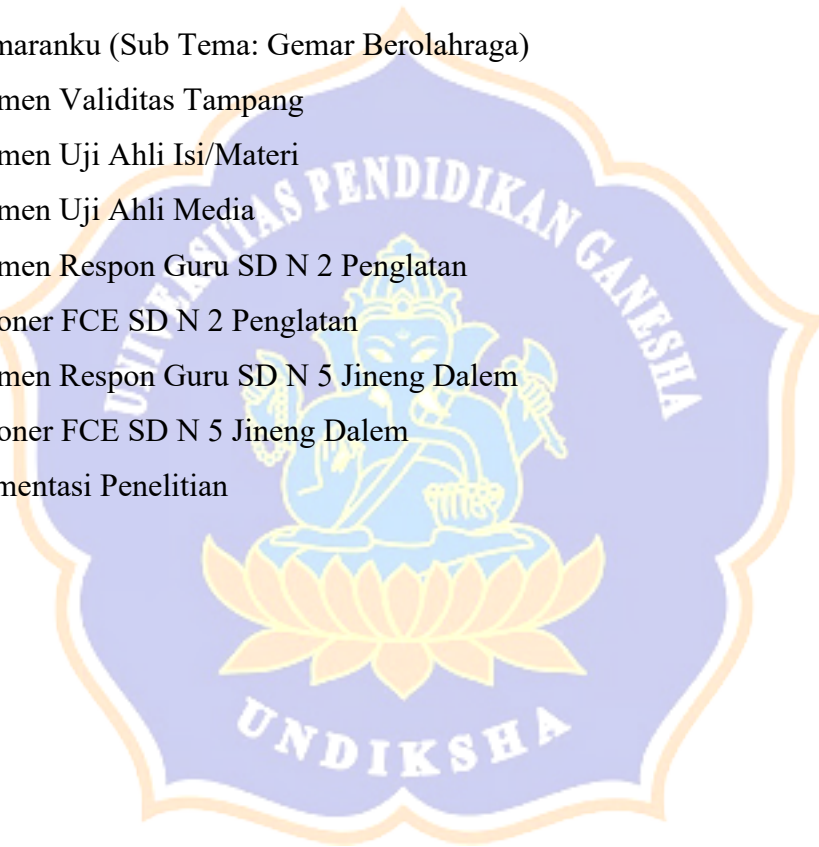 maranku (Sub Tema: Gemar Berolahraga)
men Validitas Tampang
men Uji Ahli Isi/Materi
men Uji Ahli Media
men Respon Guru SD N 2 Penglatan
oner FCE SD N 2 Penglatan
men Respon Guru SD N 5 Jineng Dalem
oner FCE SD N 5 Jineng Dalem
mentasi Penelitian
UNIVERSITAS PENDIDIKAN GANESHA
UNDIKSHA